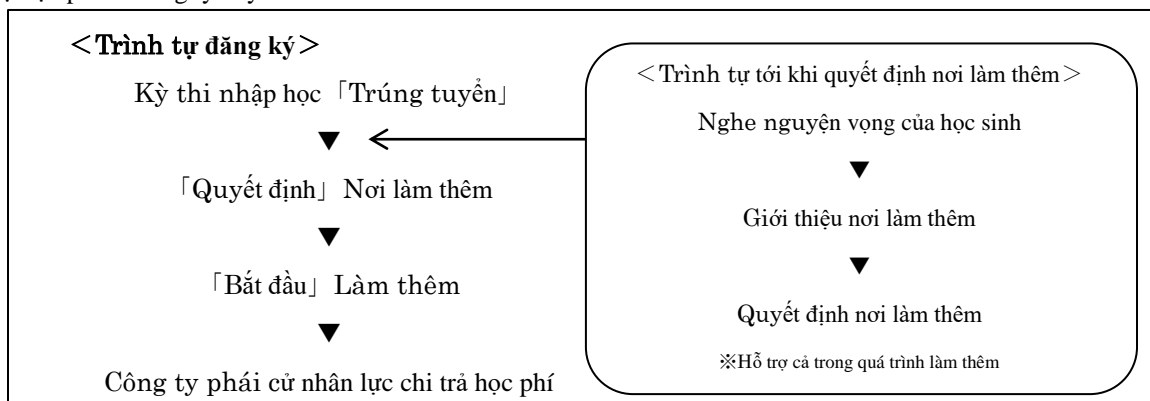 ＜Trình tự đăng ký＞
Kỳ thi nhập học「Trúng tuyển」
▼
「Quyết định」Nơi làm thêm
▼
「Bắt đầu」Làm thêm
▼
Công ty phái cử nhân lực chi trả học phí
＜Trình tự tới khi quyết định nơi làm thêm＞
Nghe nguyện vọng của học sinh
▼
Giới thiệu nơi làm thêm
▼
Quyết định nơi làm thêm
※Hỗ trợ cả trong quá trình làm thêm